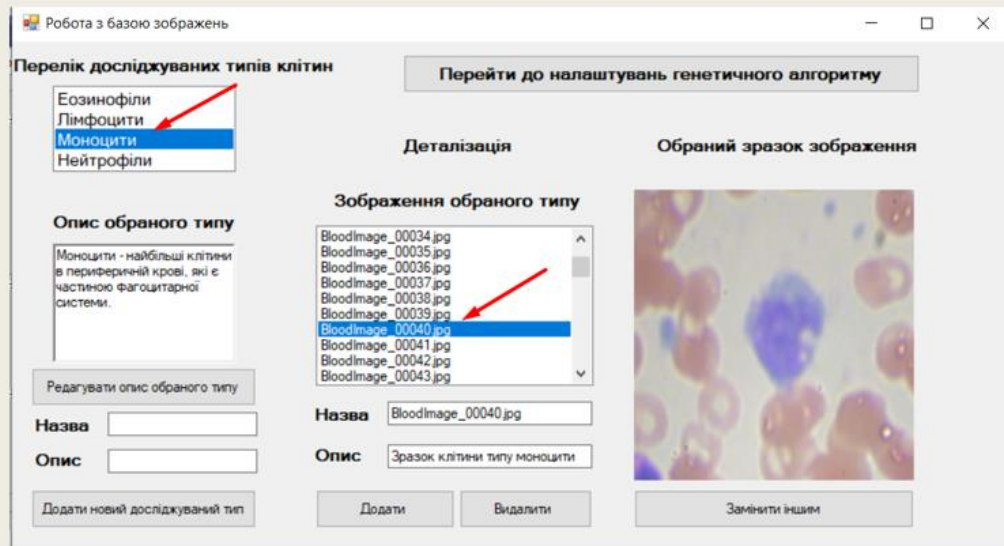 Робота з базою зображень
Перелік досліджуваних типів клітин
Перейти до налаштувань генетичного алгоритму
Еозинофіли
Лімфоцити
Моноцити
Нейтрофіли
Деталізація
Обраний зразок зображення
Опис обраного типу
Моноцити - найбільші клітини
в периферичній крові, які є
частиною фагоцитарної
системи.
Редагувати опис обраного типу
Назва
Опис
Додати новий досліджуваний тип
Зображення обраного типу
BloodImage_00034.jpg
BloodImage_00035.jpg
BloodImage_00036.jpg
BloodImage_00037.jpg
BloodImage_00038.jpg
BloodImage_00039.jpg
BloodImage_00040.jpg
BloodImage_00041.jpg
BloodImage_00042.jpg
BloodImage_00043.jpg
Назва BloodImage_00040.jpg
Опис Зразок клітини типу моноцити
Додати Видалити
Замінити іншим